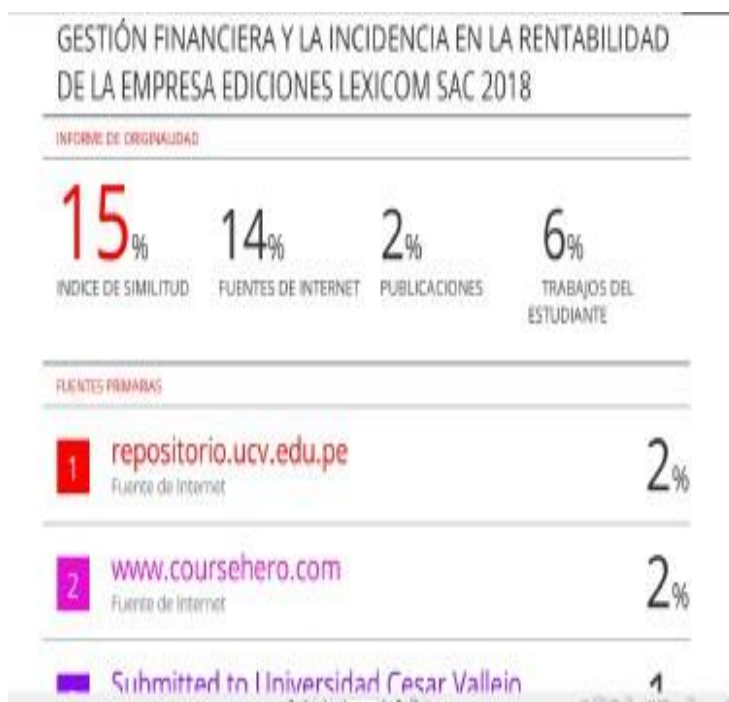 GESTIÓN FINANCIERA Y LA INCIDENCIA EN LA RENTABILIDAD
DE LA EMPRESA EDICIONES LEXICOM SAC 2018
INFORME DE ORIGINALIDAD
15% 14% 2% 6%
INDICE DE SIMILITUD FUENTES DE INTERNET PUBLICACIONES TRABAJOS DEL
ESTUDIANTE
FUENTES PRIMARIAS
1 repositorio.ucv.edu.pe 2%
Fuente de Internet
2 www.coursehero.com 2%
Fuente de Internet
Submitted to Universidad Cesar Vallejo 1